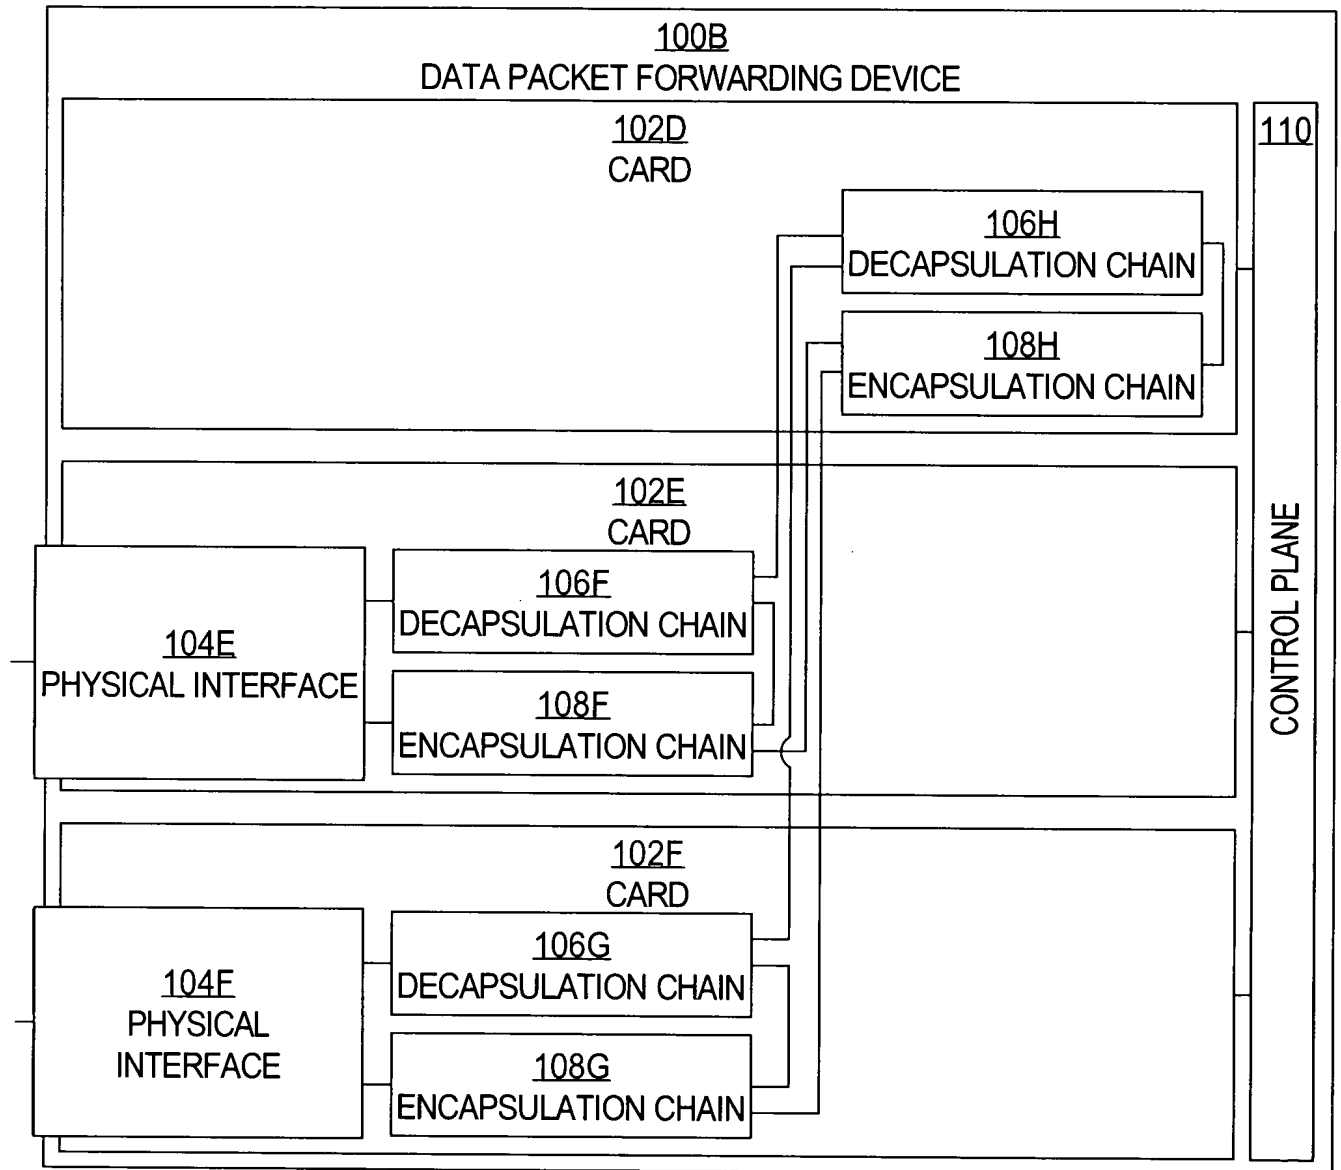 100B
DATA PACKET FORWARDING DEVICE
102D
CARD
110
CONTROL PLANE
106H
DECAPSULATION CHAIN
108H
ENCAPSULATION CHAIN
102E
CARD
104E
PHYSICAL INTERFACE
106F
DECAPSULATION CHAIN
108F
ENCAPSULATION CHAIN
102F
CARD
104F
PHYSICAL
INTERFACE
106G
DECAPSULATION CHAIN
108G
ENCAPSULATION CHAIN